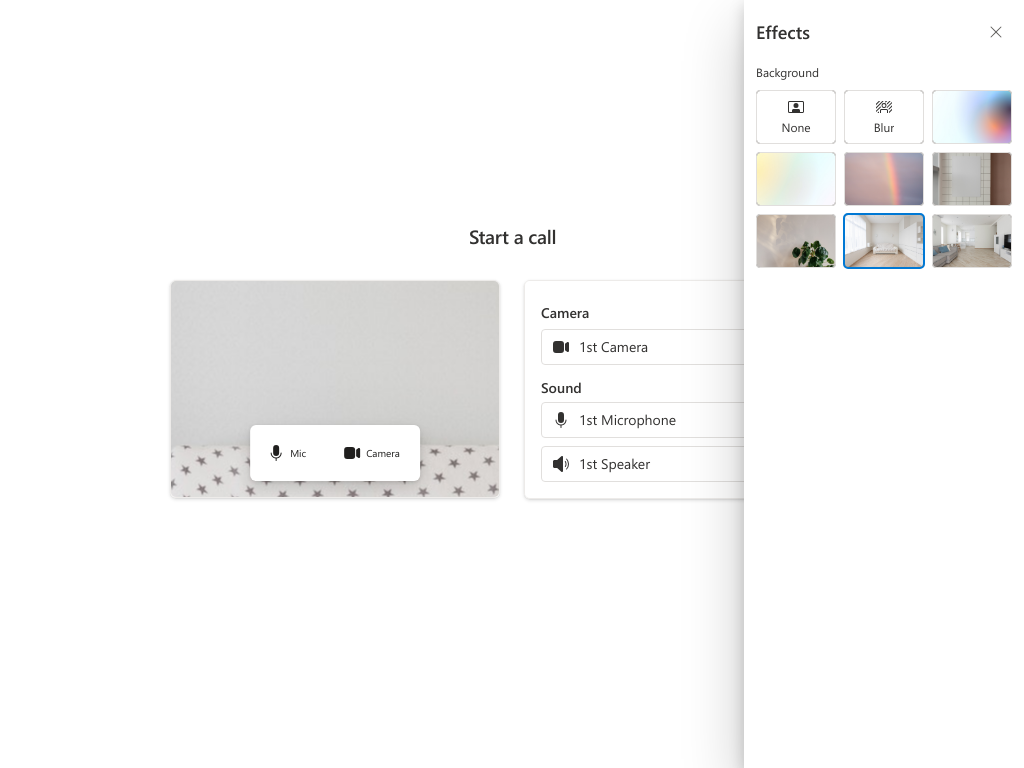 Effects
Background
None
Blur
Start a call
Camera
1st Camera
Sound
1st Microphone
1st Speaker
Mic
Camera